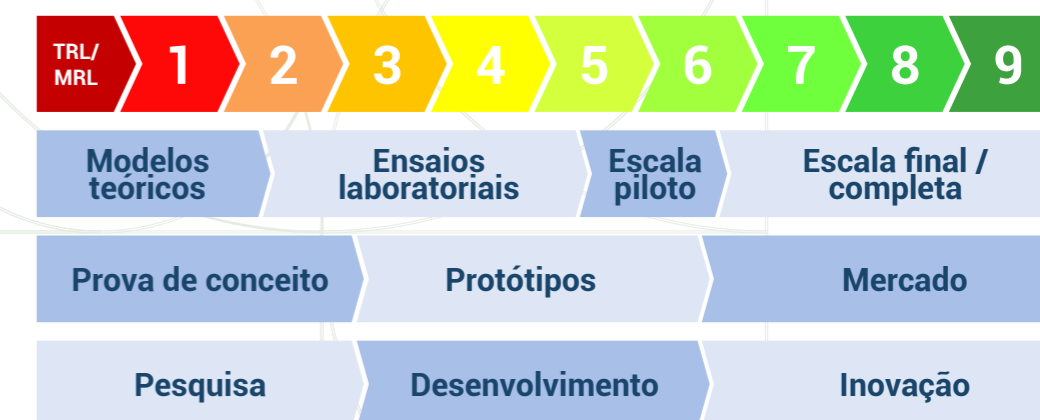 TRL/
MRL
1 2 3 4 5 6 7 8 9
Modelos
teóricos
Ensaios
laboratoriais
Escala
piloto
Escala final /
completa
Prova de conceito
Protótipos
Mercado
Pesquisa
Desenvolvimento
Inovação